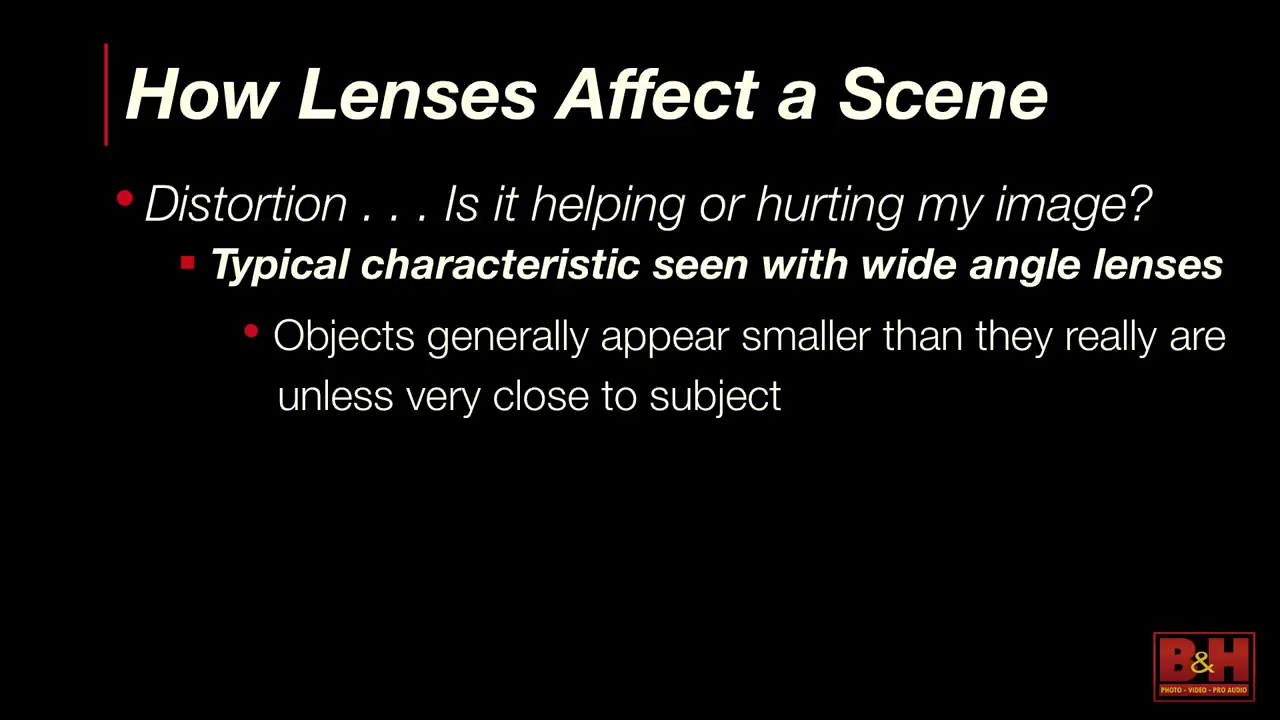 How Lenses Affect a Scene
• Distortion . . . Is it helping or hurting my image?
▪ Typical characteristic seen with wide angle lenses
• Objects generally appear smaller than they really are
unless very close to subject
B&H
PHOTO - VIDEO - PRO AUDIO